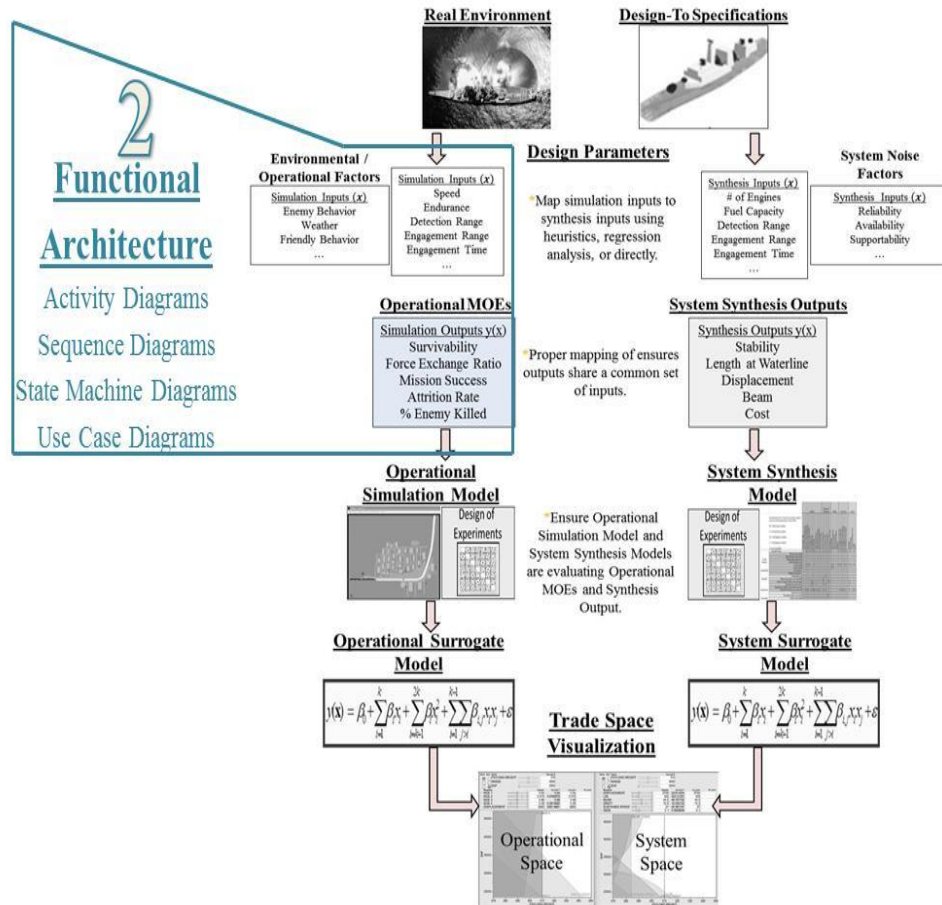 Real Environment
Design-To Specifications
2
Functional
Architecture
Activity Diagrams
Sequence Diagrams
State Machine Diagrams
Use Case Diagrams
Environmental /
Operational Factors
Simulation Inputs (x)
Enemy Behavior
Weather
Friendly Behavior
…
Simulation Inputs (x)
Speed
Endurance
Detection Range
Engagement Range
Engagement Time
…
Design Parameters
*Map simulation inputs to
synthesis inputs using
heuristics, regression
analysis, or directly.
Synthesis Inputs (x)
# of Engines
Fuel Capacity
Detection Range
Engagement Range
Engagement Time
…
System Noise
Factors
Synthesis Inputs (x)
Reliability
Availability
Supportability
…
Operational MOEs
Simulation Outputs y(x)
Survivability
Force Exchange Ratio
Mission Success
Attrition Rate
% Enemy Killed
*Proper mapping of ensures
outputs share a common set
of inputs.
System Synthesis Outputs
Synthesis Outputs y(x)
Stability
Length at Waterline
Displacement
Beam
Cost
Operational
Simulation Model
Design of
Experiments
*Ensure Operational
Simulation Model and
System Synthesis Models
are evaluating Operational
MOEs and Synthesis
Output.
System Synthesis
Model
Design of
Experiments
Operational Surrogate
Model
System Surrogate
Model
Trade Space
Visualization
Operational
Space
System
Space